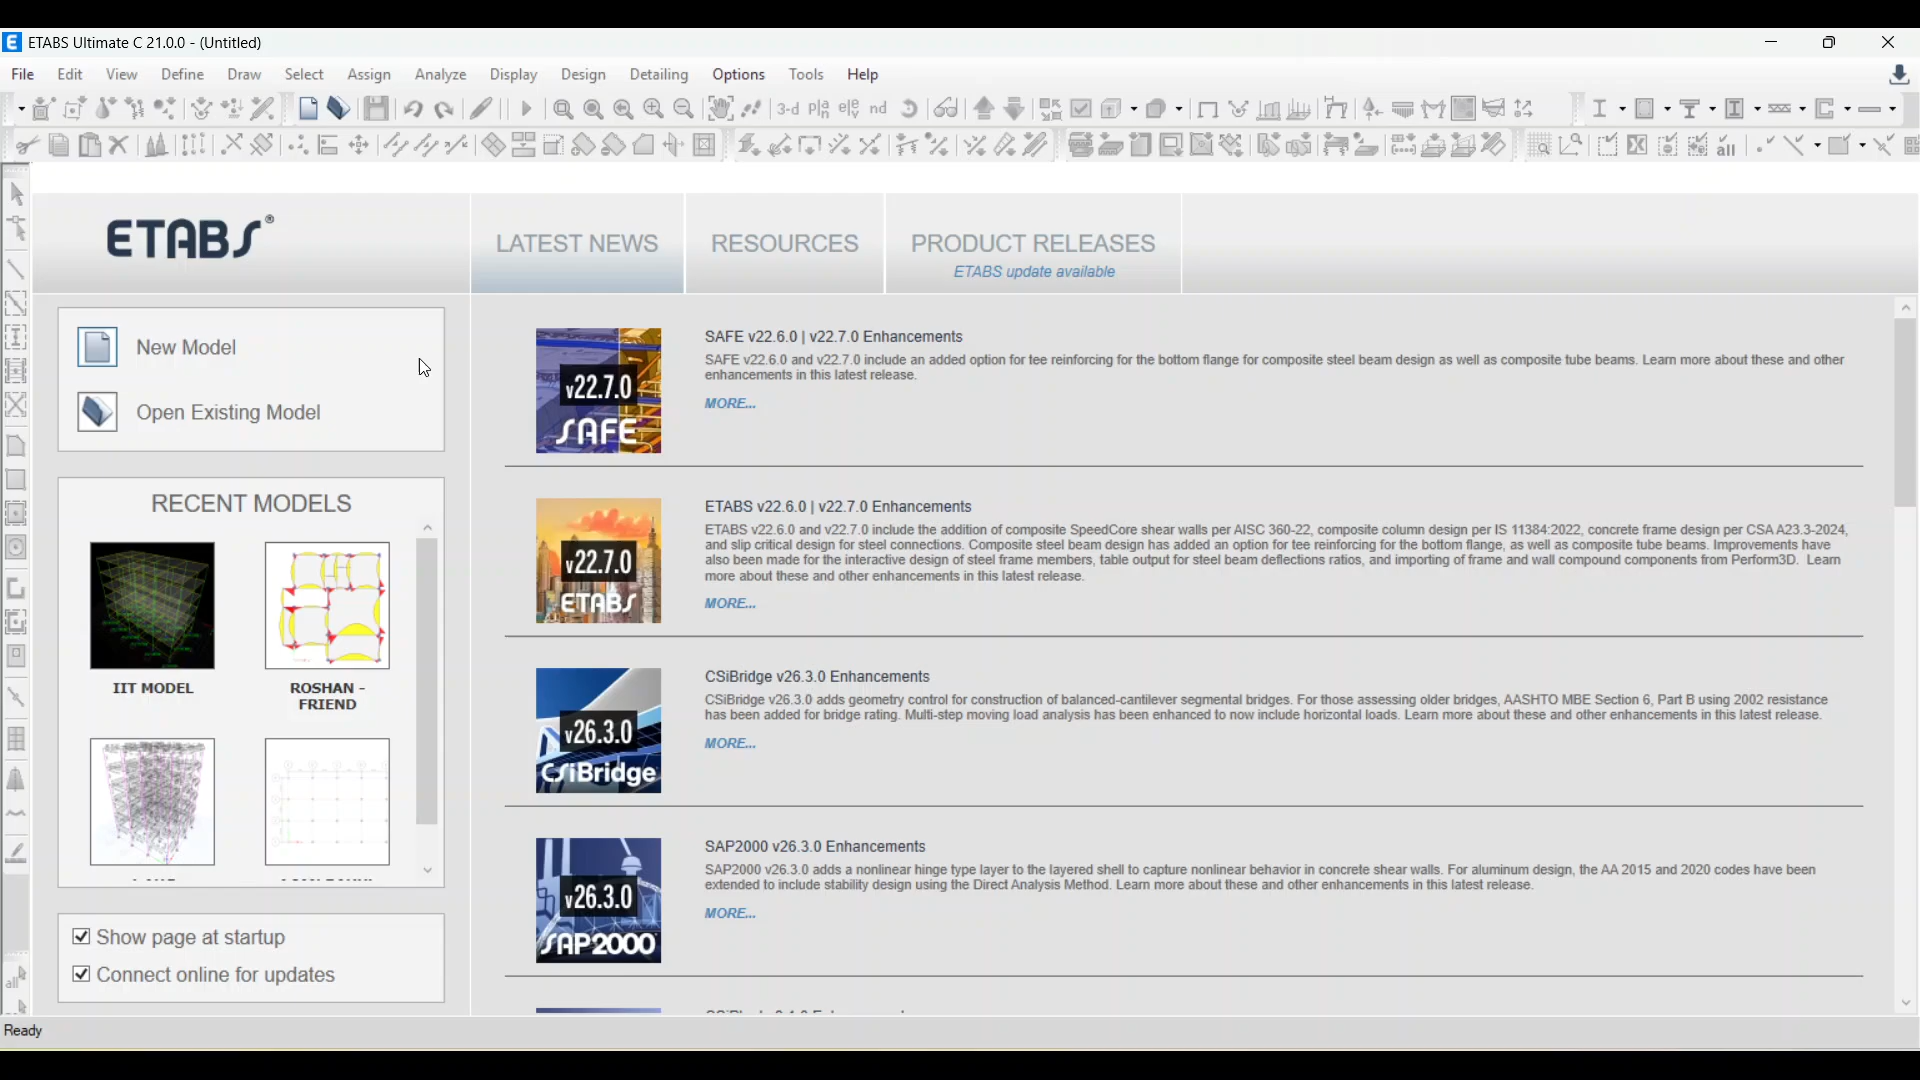 ETABS Ultimate C 21.0.0 - (Untitled)
File Edit View Define Draw Select Assign Analyze Display Design Detailing Options Tools Help
3-d pla ele nd
all
ETABS®
LATEST NEWS
RESOURCES
PRODUCT RELEASES
ETABS update available
New Model
Open Existing Model
RECENT MODELS
IIT MODEL
ROSHAN -
FRIEND
Show page at startup
Connect online for updates
v22.7.0
SAFE
SAFE v22.6.0 | v22.7.0 Enhancements
SAFE v22.6.0 and v22.7.0 include an added option for tee reinforcing for the bottom flange for composite steel beam design as well as composite tube beams. Learn more about these and other
enhancements in this latest release.
MORE...
v22.7.0
ETABS
ETABS v22.6.0 | v22.7.0 Enhancements
ETABS v22.6.0 and v22.7.0 include the addition of composite SpeedCore shear walls per AISC 360-22, composite column design per IS 11384:2022, concrete frame design per CSA A23.3-2024,
and slip critical design for steel connections. Composite steel beam design has added an option for tee reinforcing for the bottom flange, as well as composite tube beams. Improvements have
also been made for the interactive design of steel frame members, table output for steel beam deflections ratios, and importing of frame and wall compound components from Perform3D. Learn
more about these and other enhancements in this latest release.
MORE...
v26.3.0
CSiBridge
CSiBridge v26.3.0 Enhancements
CSiBridge v26.3.0 adds geometry control for construction of balanced-cantilever segmental bridges. For those assessing older bridges, AASHTO MBE Section 6, Part B using 2002 resistance
has been added for bridge rating. Multi-step moving load analysis has been enhanced to now include horizontal loads. Learn more about these and other enhancements in this latest release.
MORE...
v26.3.0
SAP2000
SAP2000 v26.3.0 Enhancements
SAP2000 v26.3.0 adds a nonlinear hinge type layer to the layered shell to capture nonlinear behavior in concrete shear walls. For aluminum design, the AA 2015 and 2020 codes have been
extended to include stability design using the Direct Analysis Method. Learn more about these and other enhancements in this latest release.
MORE...
all
Ready